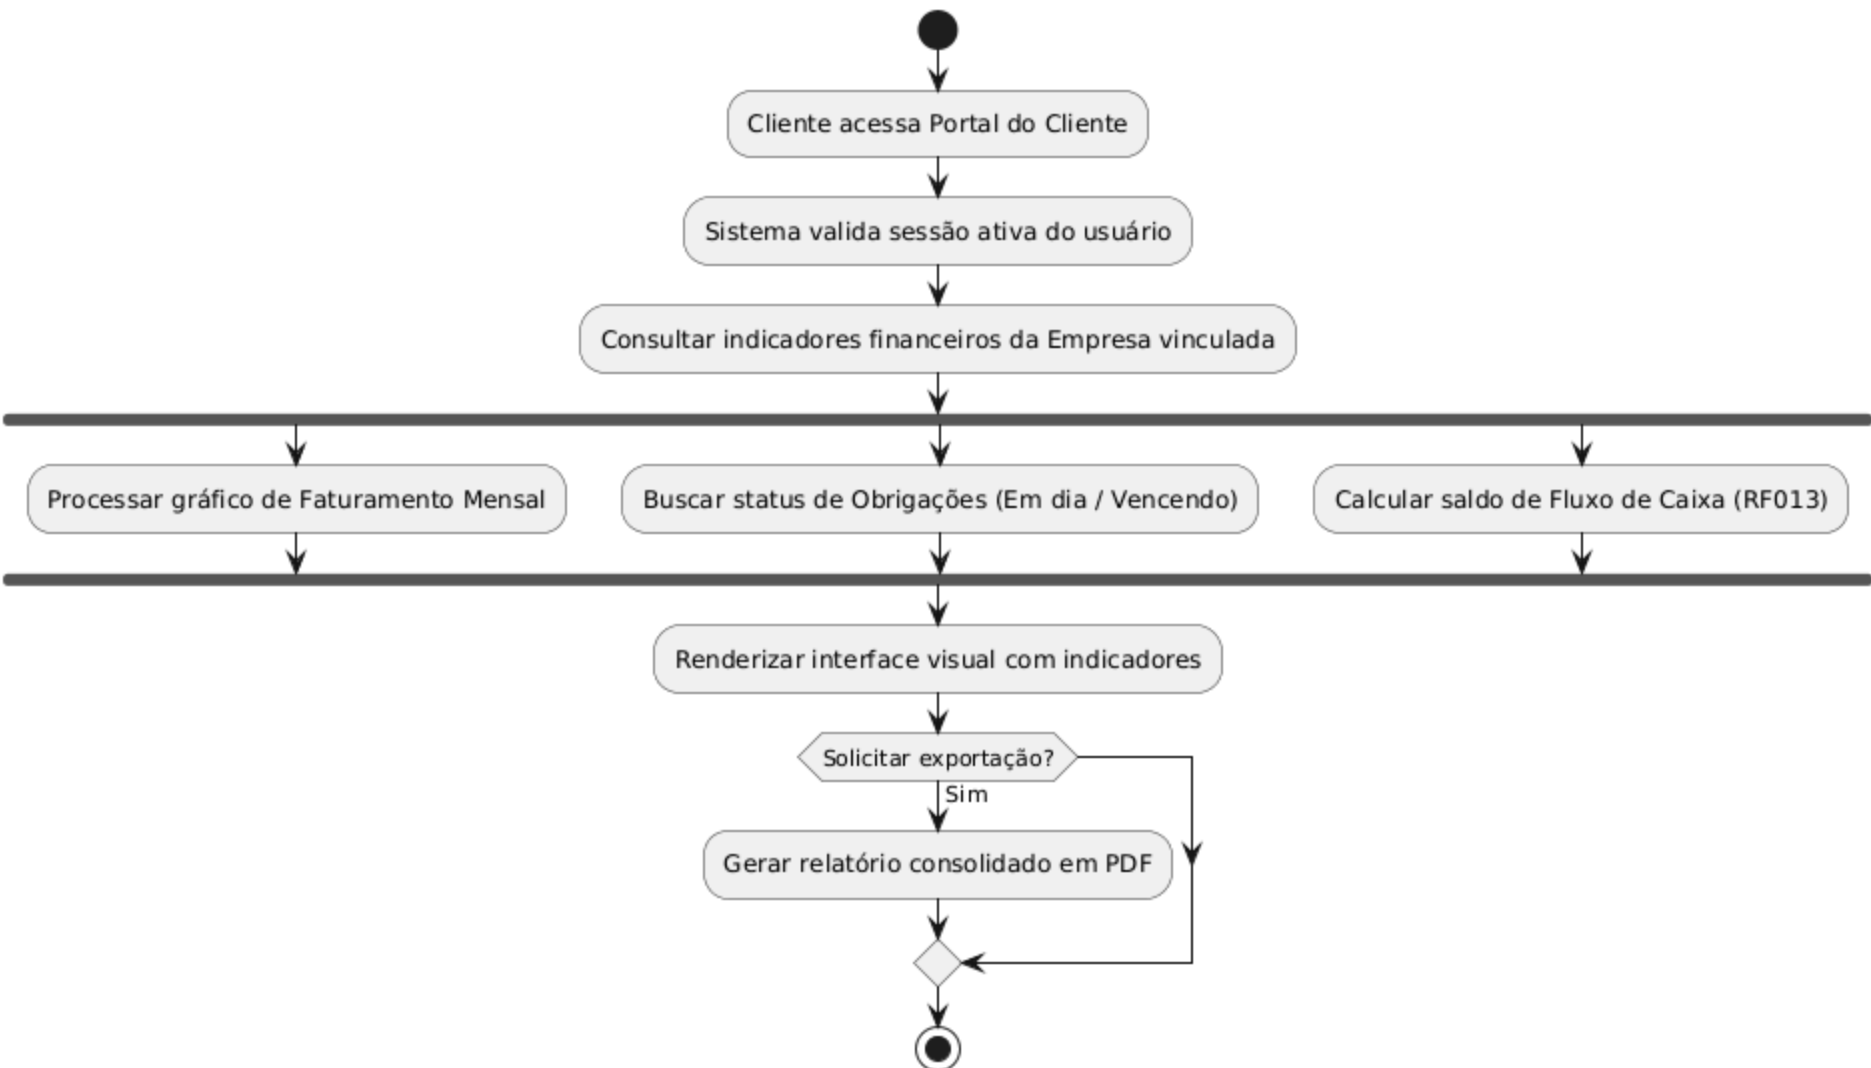 Cliente acessa Portal do Cliente
Sistema valida sessão ativa do usuário
Consultar indicadores financeiros da Empresa vinculada
Processar gráfico de Faturamento Mensal
Buscar status de Obrigações (Em dia / Vencendo)
Calcular saldo de Fluxo de Caixa (RF013)
Renderizar interface visual com indicadores
Solicitar exportação?
Sim
Gerar relatório consolidado em PDF